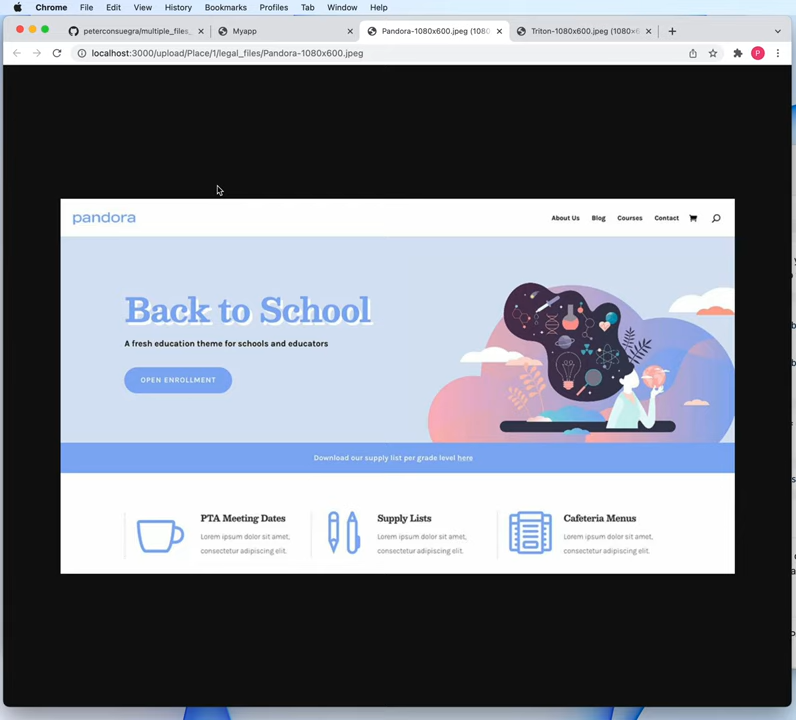 Chrome File Edit View History Bookmarks Profiles Tab Window Help
peterconsuegra/multiple_files_
Myapp
Pandora-1080x600.jpeg (108
Triton-1080x600.jpeg (1080×6
localhost:3000/upload/Place/1/legal_files/Pandora-1080x600.jpeg
P
pandora
About Us Blog Courses Contact
Back to School
A fresh education theme for schools and educators
OPEN ENROLLMENT
Download our supply list per grade level here
PTA Meeting Dates
Lorem ipsum dolor sit amet,
consectetur adipiscing elit.
Supply Lists
Lorem ipsum dolor sit amet,
consectetur adipiscing elit.
Cafeteria Menus
Lorem ipsum dolor sit amet,
consectetur adipiscing elit.